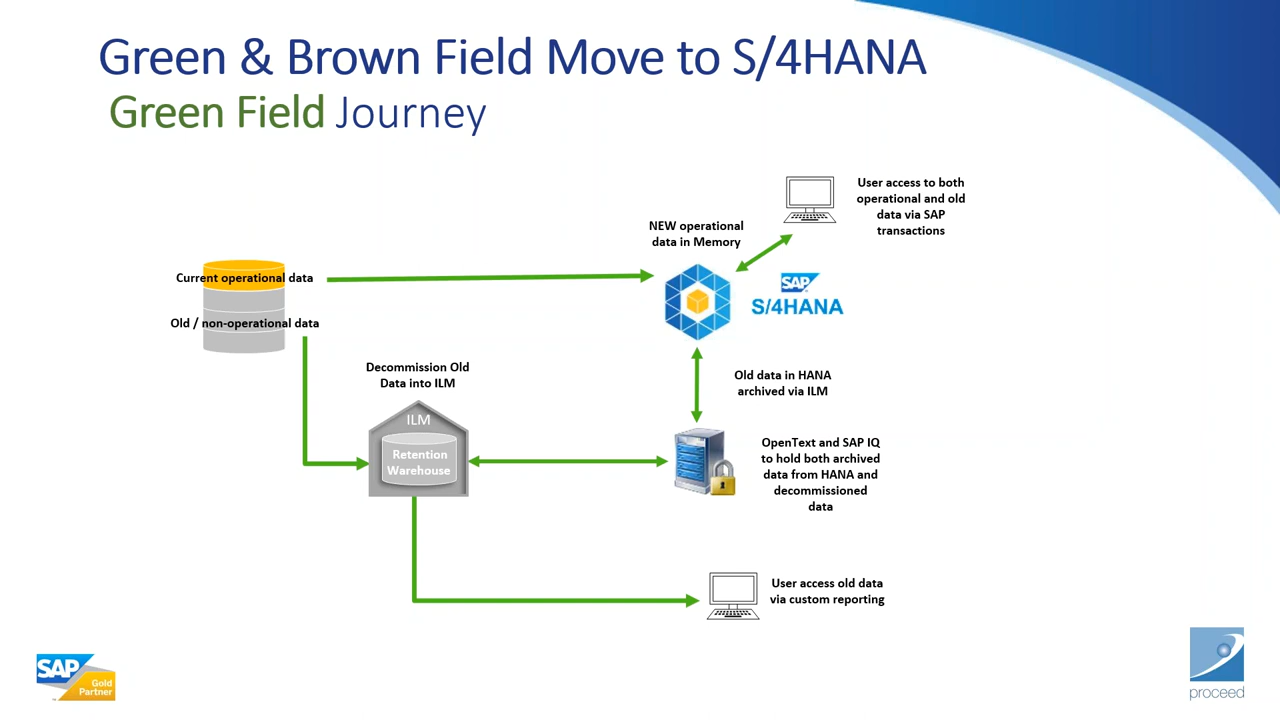 Green & Brown Field Move to S/4HANA
Green Field Journey
User access to both
operational and old
data via SAP
transactions
NEW operational
data in Memory
Current operational data
SAP
S/4HANA
Old / non-operational data
Decommission Old
Data into ILM
Old data in HANA
archived via ILM
ILM
Retention
Warehouse
OpenText and SAP IQ
to hold both archived
data from HANA and
decommissioned
data
User access old data
via custom reporting
SAP
Gold
Partner
proceed